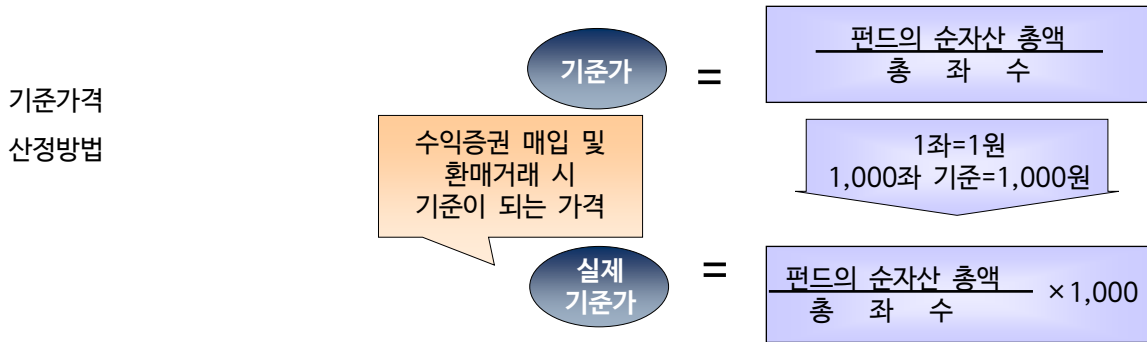 기준가격
산정방법
기준가
=
펀드의 순자산 총액
총 좌 수
수익증권 매입 및
환매거래 시
기준이 되는 가격
1좌=1원
1,000좌 기준=1,000원
실제
기준가
=
펀드의 순자산 총액
총 좌 수
×1,000